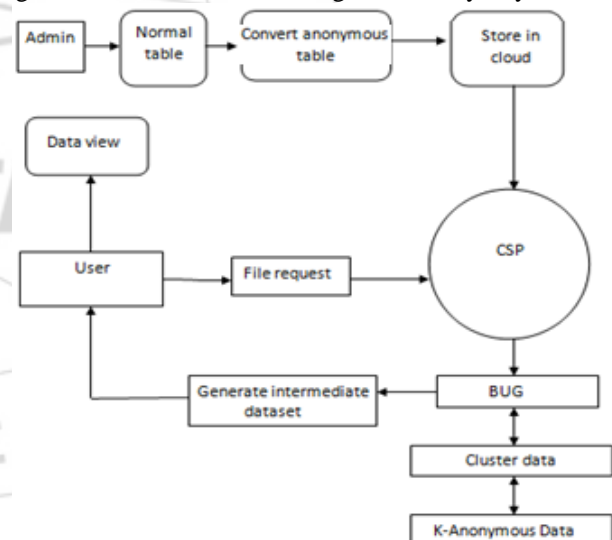 Admin
Normal
table
Convert anonymous
table
Store in
cloud
Data view
CSP
User
File request
Generate intermediate
dataset
BUG
Cluster data
K-Anonymous Data